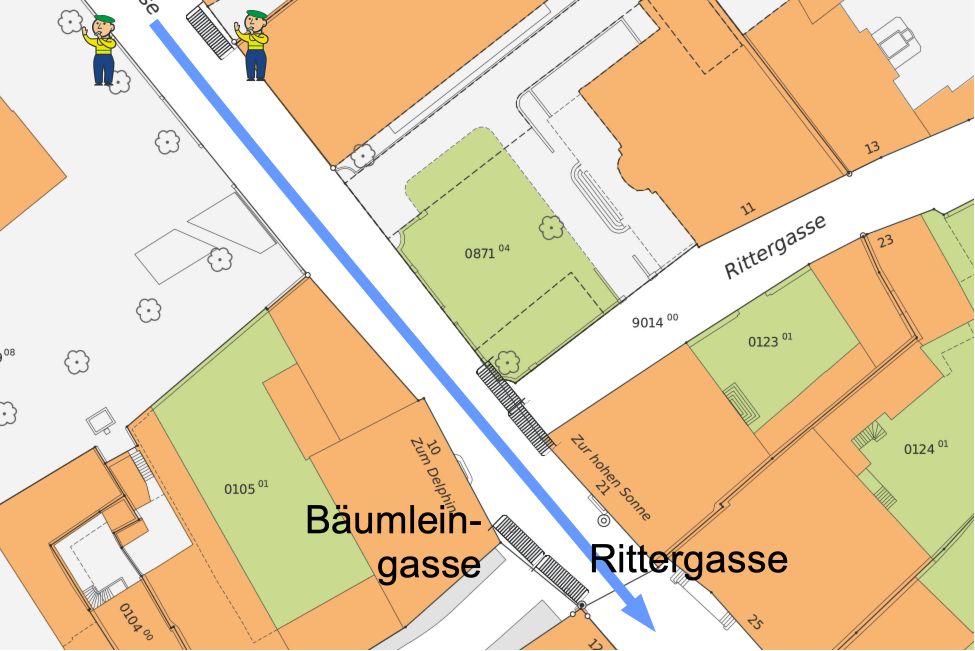 se
13
11
Rittergasse
23
0871 04
9014 00
0123 01
08
10
Zum Delphin
Zur hohen Sonne
21
0124 01
0105 01
Bäumlein-
gasse
Rittergasse
0104 00
25
12